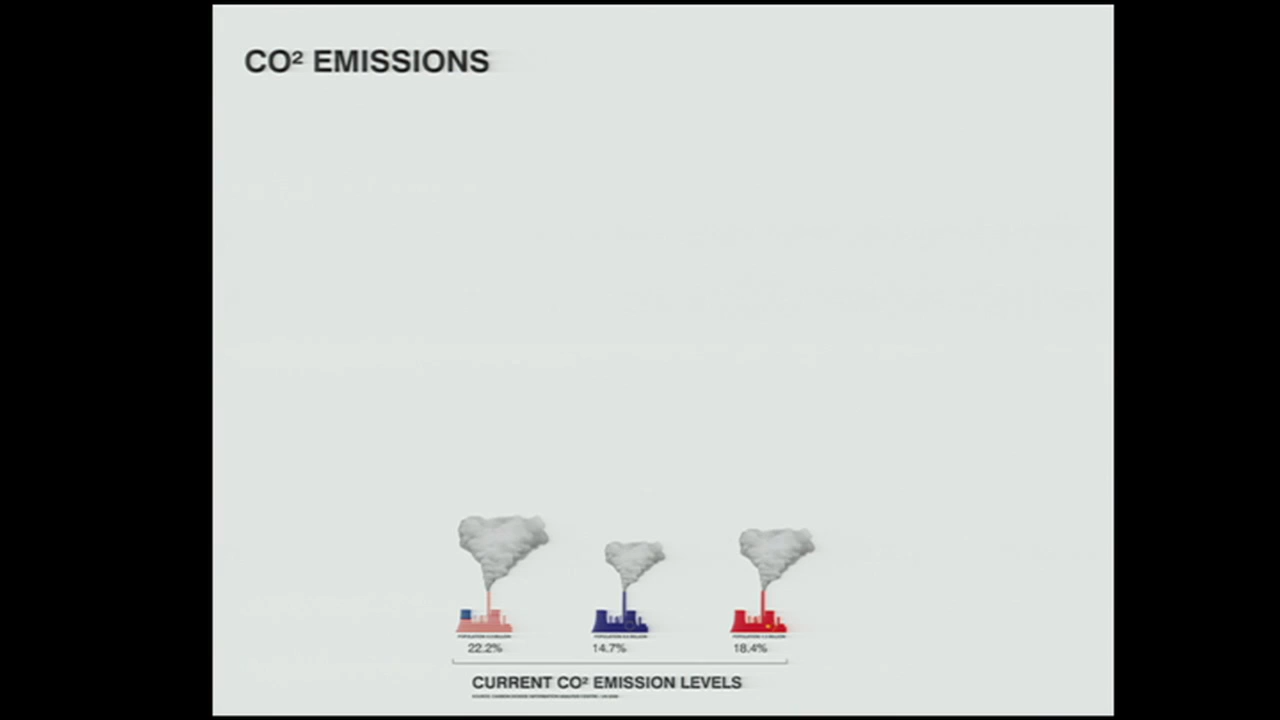 CO² EMISSIONS
22.2% 14.7% 18.4%
CURRENT CO² EMISSION LEVELS